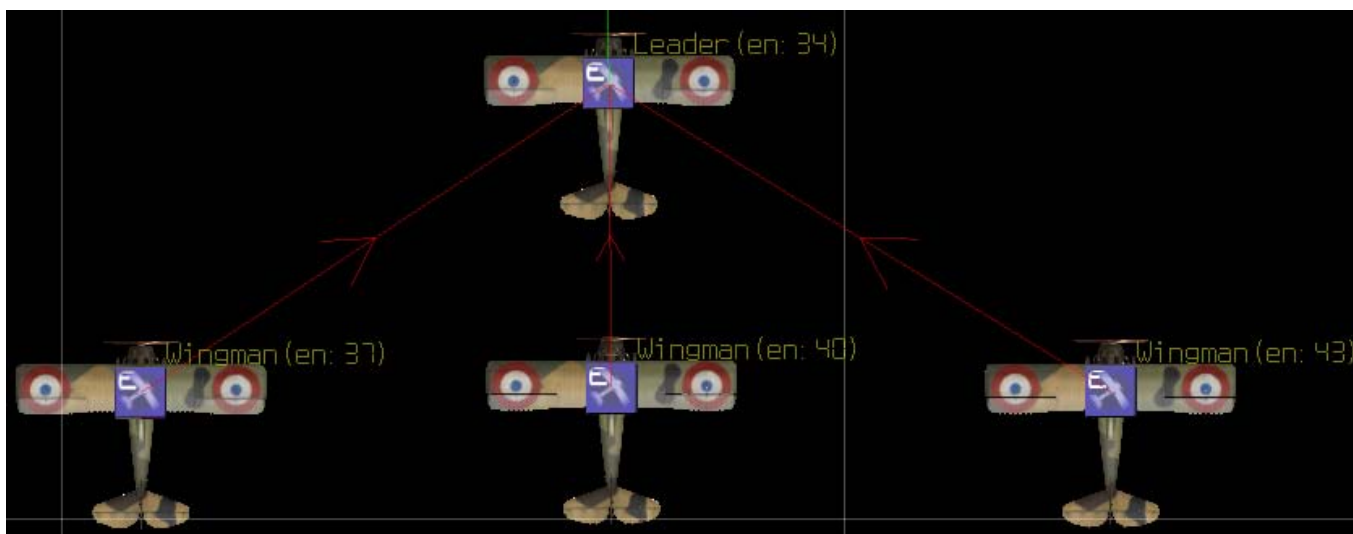 Leader (en: 34)
E
Wingman (en: 37)
Wingman (en: 40)
Wingman (en: 43)
E
E
E